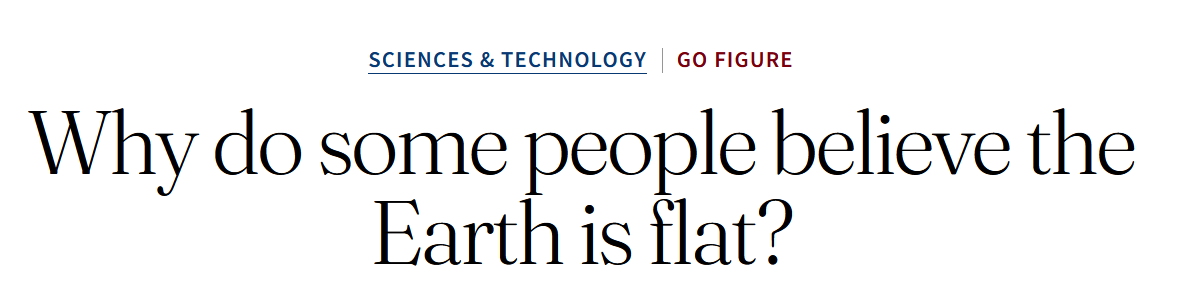 SCIENCES & TECHNOLOGY | GO FIGURE
Why do some people believe the
Earth is flat?